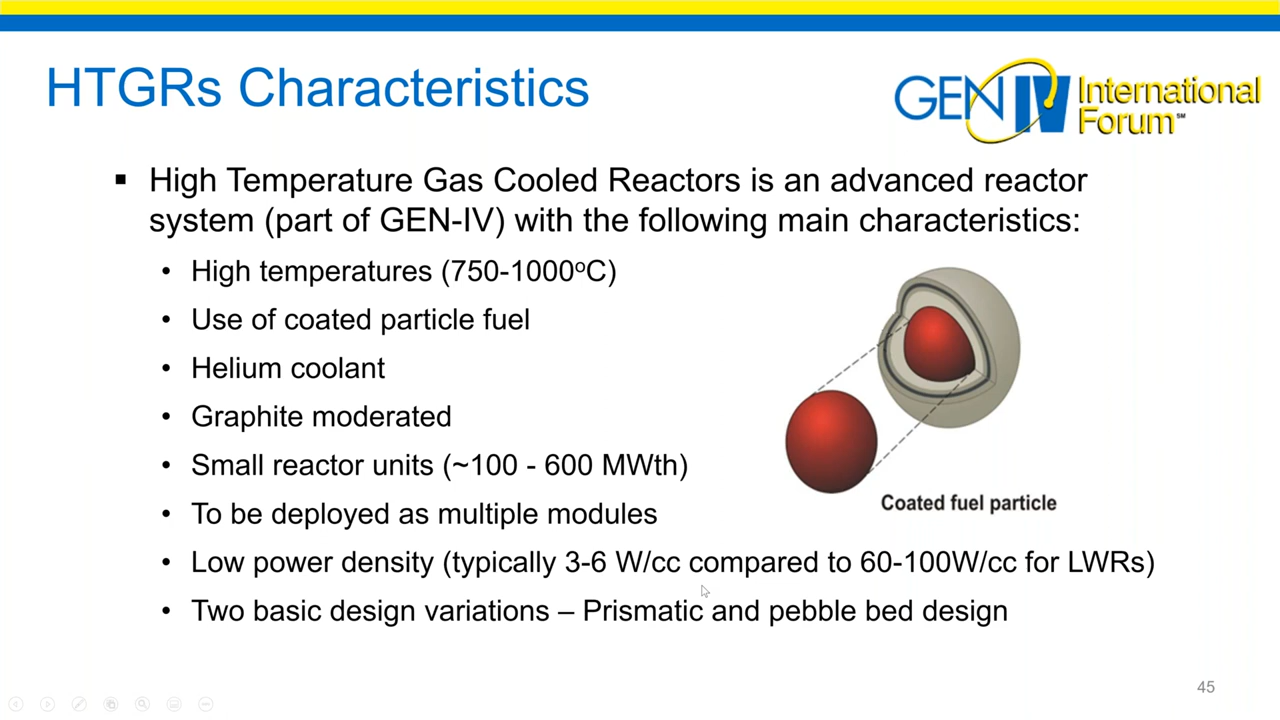 HTGRs Characteristics
GEN IV International
Forum SM
▪ High Temperature Gas Cooled Reactors is an advanced reactor
system (part of GEN-IV) with the following main characteristics:
• High temperatures (750-1000ºC)
• Use of coated particle fuel
• Helium coolant
• Graphite moderated
• Small reactor units (~100 - 600 MWth)
• To be deployed as multiple modules
• Low power density (typically 3-6 W/cc compared to 60-100W/cc for LWRs)
• Two basic design variations – Prismatic and pebble bed design
Coated fuel particle
45